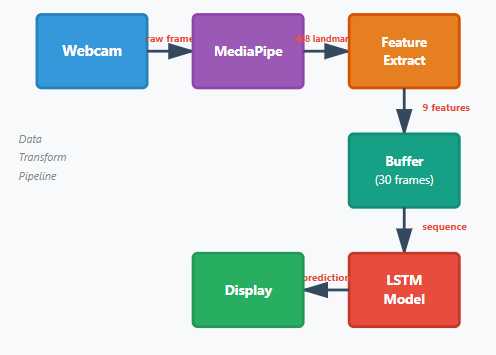 Webcam
raw frame
MediaPipe
Feature
Extract
9 features
Data
Transform
Pipeline
Buffer
(30 frames)
sequence
LSTM
Model
prediction
Display